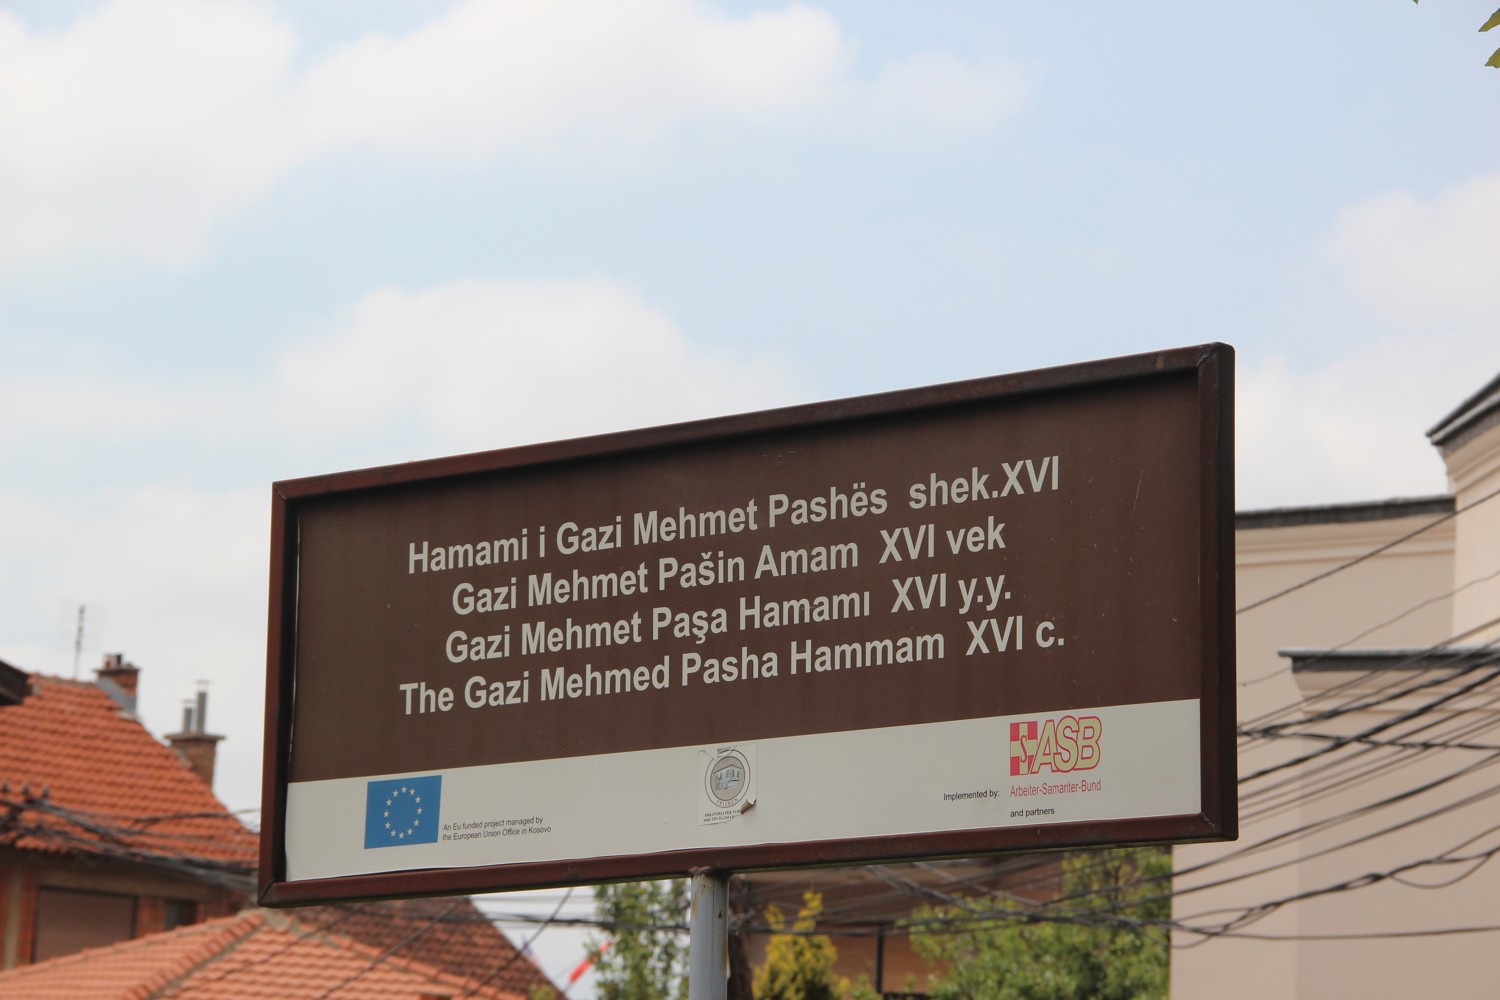 Hamami i Gazi Mehmet Pashës shek.XVI
Gazi Mehmet Pašin Amam XVI vek
Gazi Mehmet Paşa Hamamı XVI y.y.
The Gazi Mehmed Pasha Hammam XVI c.
An Eu funded project managed by
the European Union Office in Kosovo
Implemented by:
SASB
Arbeiter-Samariter-Bund
and partners